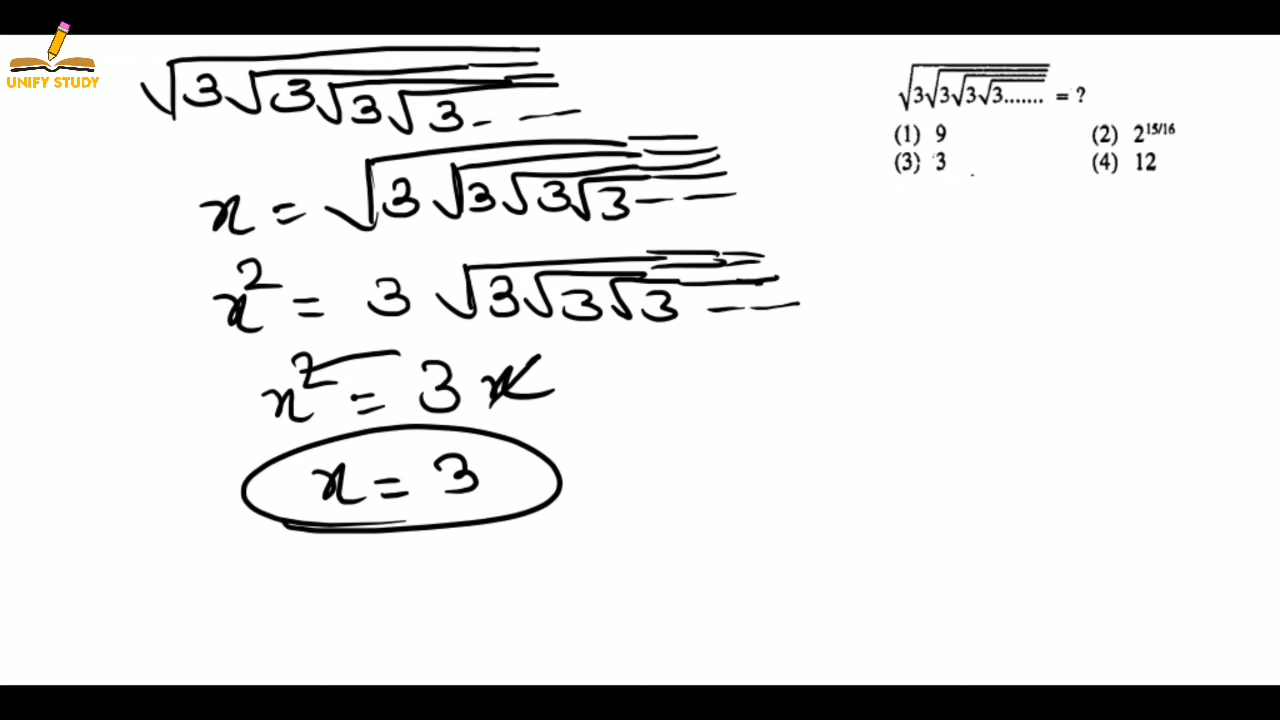 UNIFY STUDY
√3√3√3√3- ---
x = √3√3√3√3----
x² = 3√3√3√3 ---
x² = 3x
x = 3
√3√3√3√3....... = ?
(1) 9 (2) 2^15/16
(3) 3 (4) 12